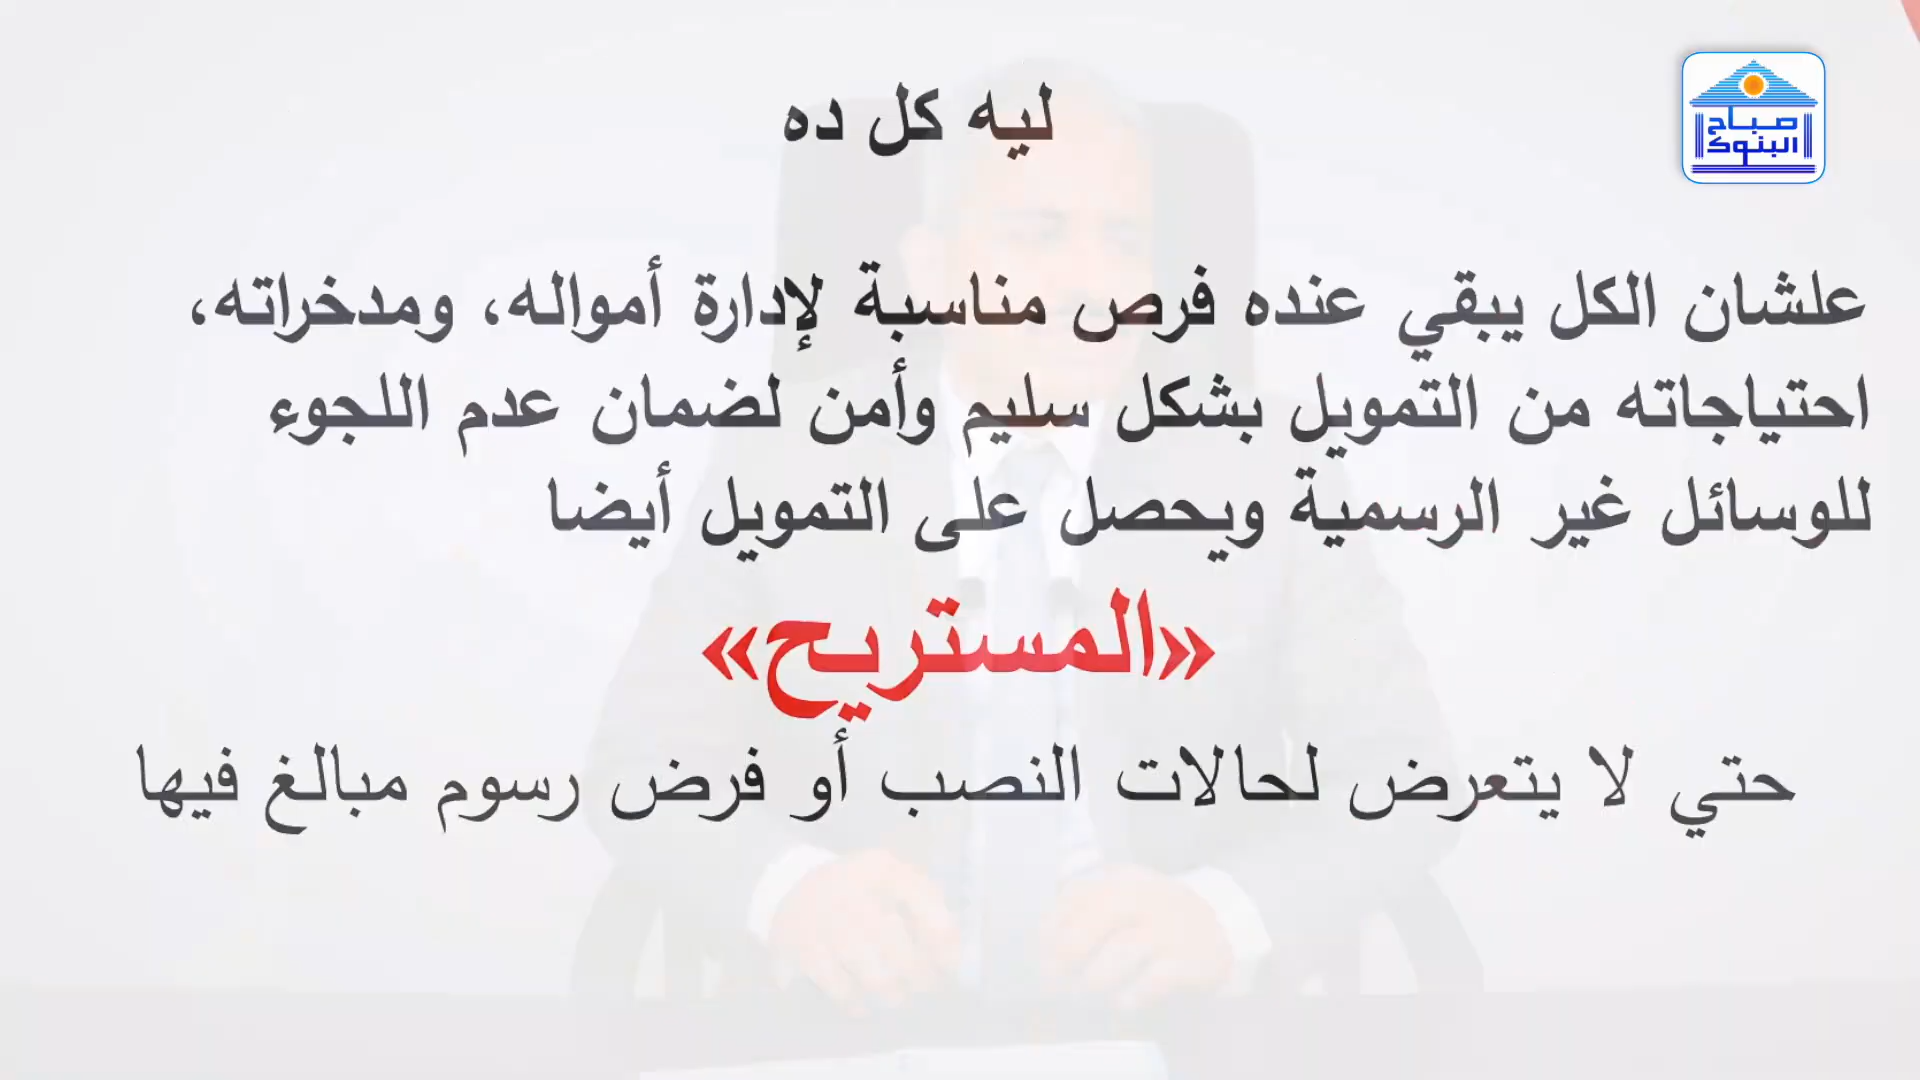 صباح
البنوك
ليه كل ده
علشان الكل يبقي عنده فرص مناسبة لإدارة أمواله، ومدخراته،
احتياجاته من التمويل بشكل سليم وأمن لضمان عدم اللجوء
للوسائل غير الرسمية ويحصل على التمويل أيضا
«المستريح»
حتي لا يتعرض لحالات النصب أو فرض رسوم مبالغ فيها